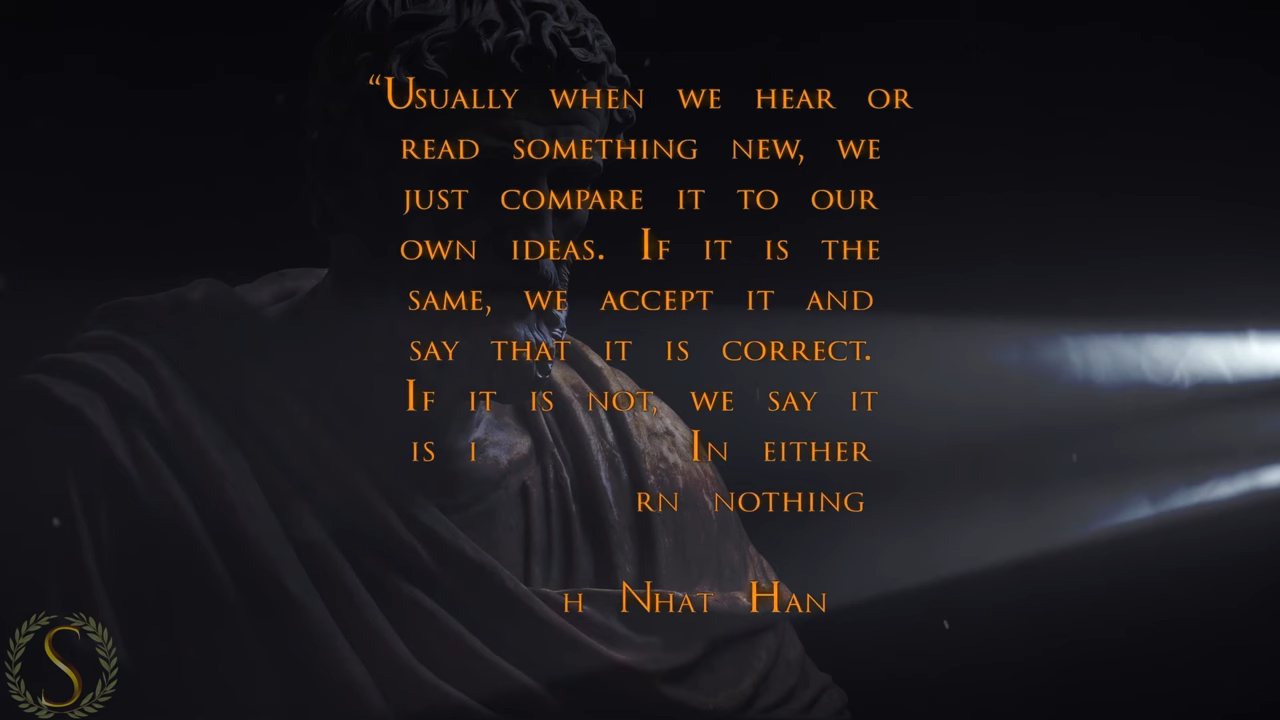 “Usually when we hear or
read something new, we
just compare it to our
own ideas. If it is the
same, we accept it and
say that it is correct.
If it is not, we say it
is i In either
rn nothing
h Nhat Han
S